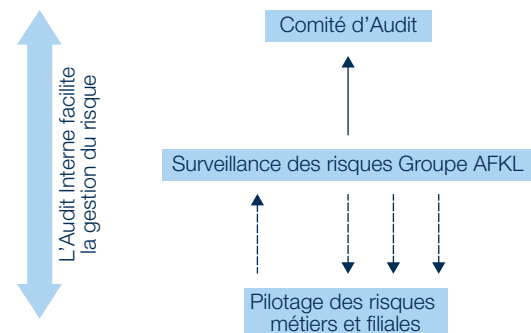 Comité d'Audit
L'Audit Interne facilite
la gestion du risque
Surveillance des risques Groupe AFKL
Pilotage des risques
métiers et filiales